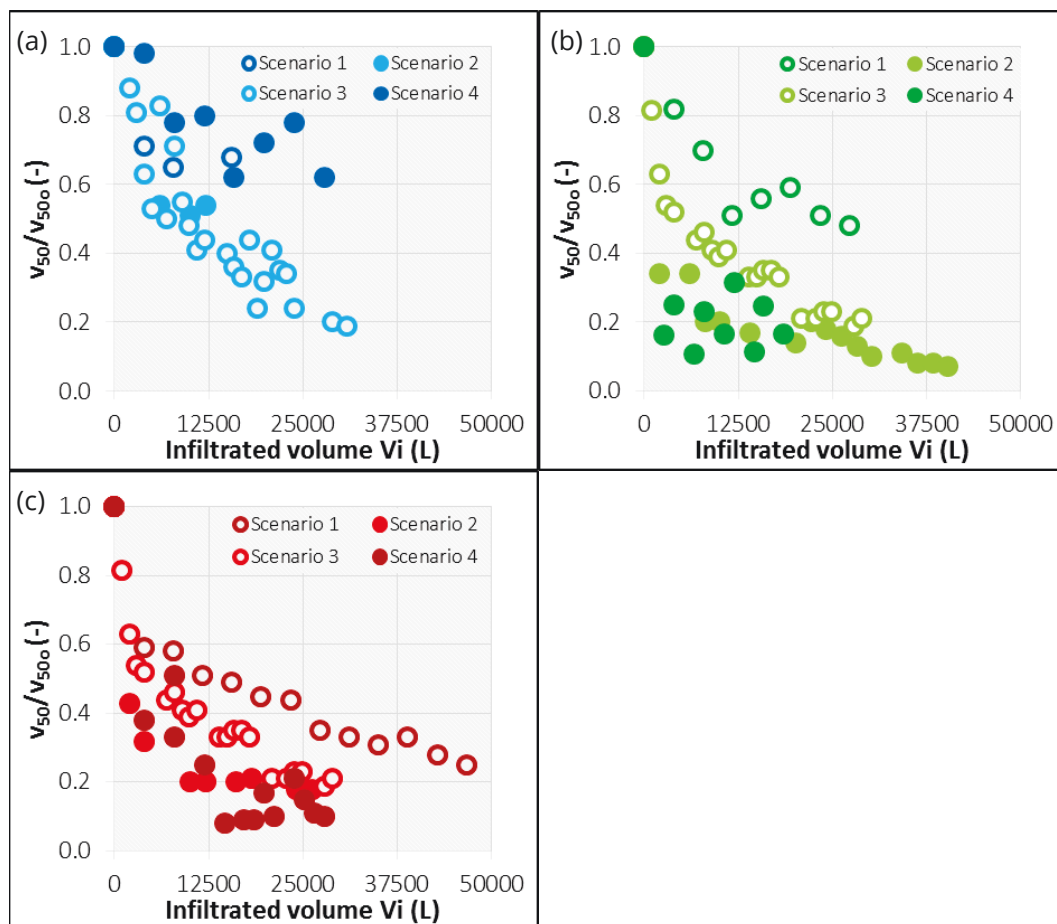 (a)
1.0
0.8
0.6
0.4
0.2
0.0
v50/v50o (-)
Scenario 1
Scenario 2
Scenario 3
Scenario 4
0 12500 25000 37500 50000
Infiltrated volume Vi (L)
(b)
1.0
0.8
0.6
0.4
0.2
0.0
v50/v50o (-)
Scenario 1
Scenario 2
Scenario 3
Scenario 4
0 12500 25000 37500 50000
Infiltrated volume Vi (L)
(c)
1.0
0.8
0.6
0.4
0.2
0.0
v50/v50o (-)
Scenario 1
Scenario 2
Scenario 3
Scenario 4
0 12500 25000 37500 50000
Infiltrated volume Vi (L)